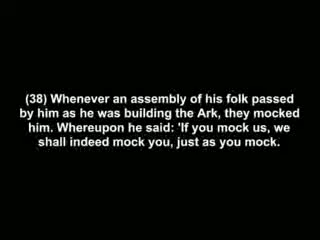 (38) Whenever an assembly of his folk passed
by him as he was building the Ark, they mocked
him. Whereupon he said: 'If you mock us, we
shall indeed mock you, just as you mock.